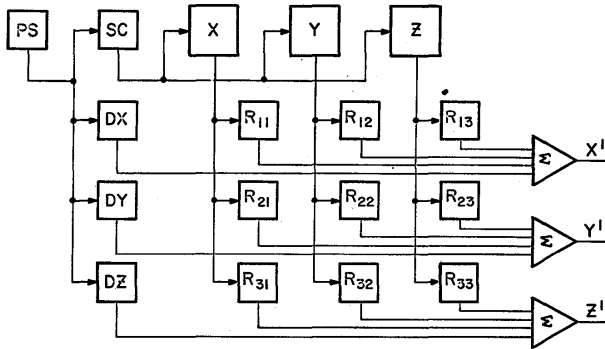 PS SC X Y Z
DX R11 R12 R13
Σ X'
DY R21 R22 R23
Σ Y'
DZ R31 R32 R33
Σ Z'